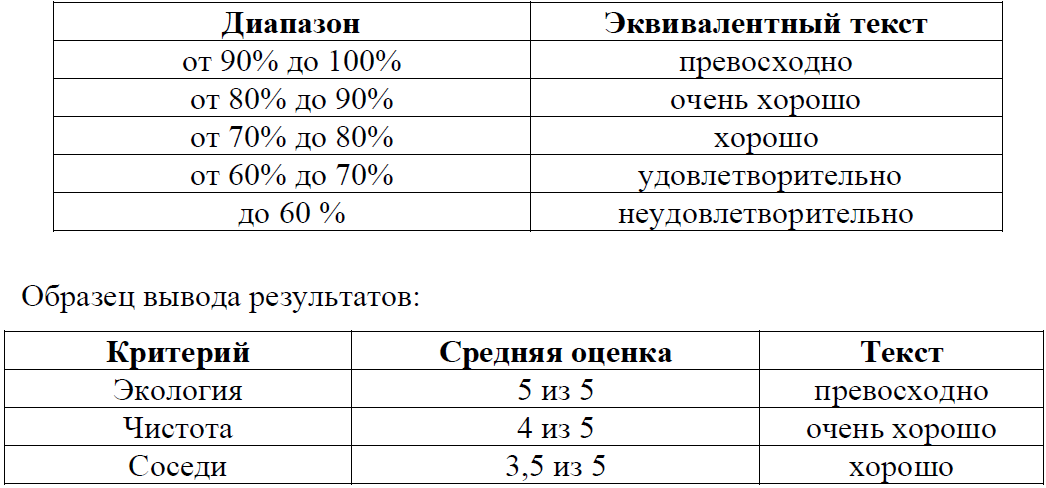 Диапазон Эквивалентный текст
от 90% до 100% превосходно
от 80% до 90% очень хорошо
от 70% до 80% хорошо
от 60% до 70% удовлетворительно
до 60 % неудовлетворительно
Образец вывода результатов:
Критерий Средняя оценка Текст
Экология 5 из 5 превосходно
Чистота 4 из 5 очень хорошо
Соседи 3,5 из 5 хорошо